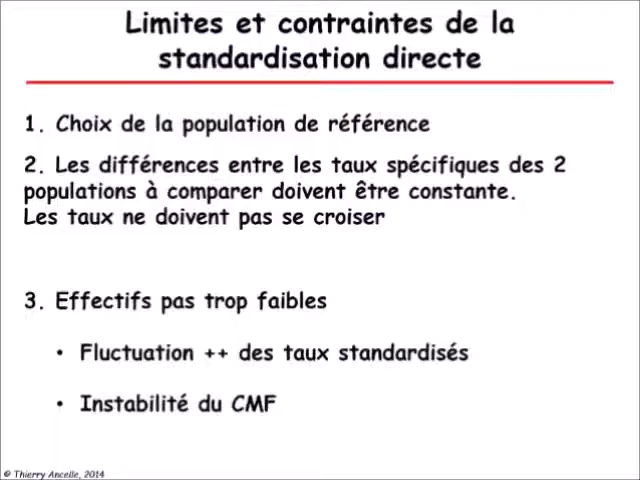 Limites et contraintes de la
standardisation directe
1. Choix de la population de référence
2. Les différences entre les taux spécifiques des 2
populations à comparer doivent être constante.
Les taux ne doivent pas se croiser
3. Effectifs pas trop faibles
• Fluctuation ++ des taux standardisés
• Instabilité du CMF
© Thierry Ancelle, 2014